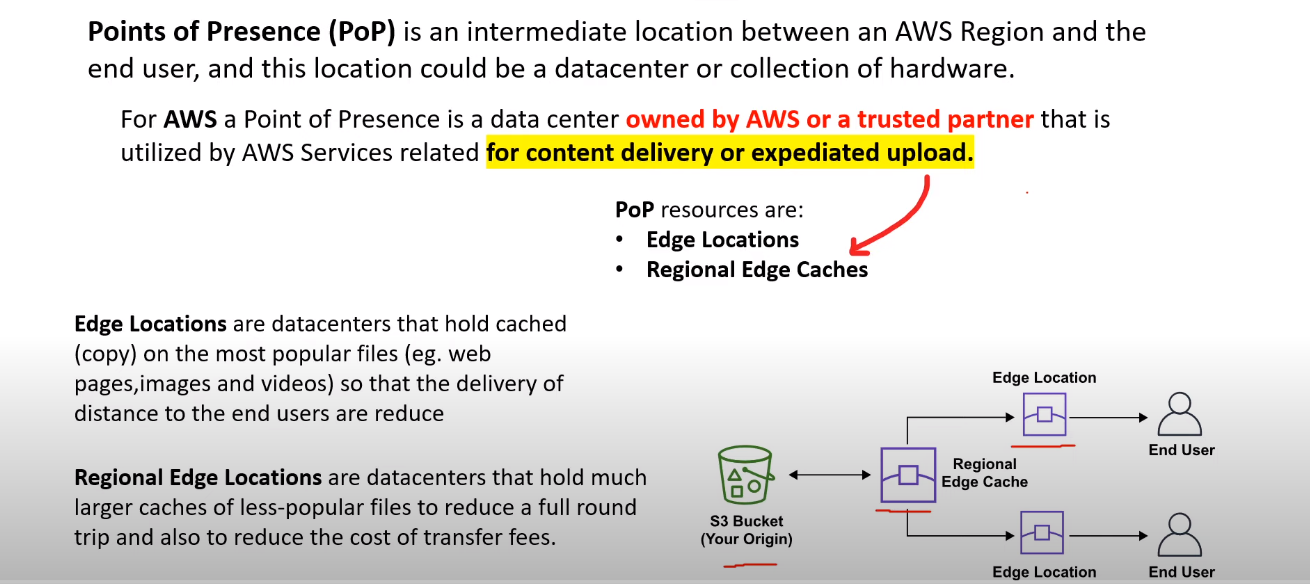 Points of Presence (PoP) is an intermediate location between an AWS Region and the
end user, and this location could be a datacenter or collection of hardware.
For AWS a Point of Presence is a data center owned by AWS or a trusted partner that is
utilized by AWS Services related for content delivery or expediated upload.
PoP resources are:
• Edge Locations
• Regional Edge Caches
Edge Locations are datacenters that hold cached
(copy) on the most popular files (eg. web
pages,images and videos) so that the delivery of
distance to the end users are reduce
Regional Edge Locations are datacenters that hold much
larger caches of less-popular files to reduce a full round
trip and also to reduce the cost of transfer fees.
Edge Location
End User
Regional
Edge Cache
S3 Bucket
(Your Origin)
Edge Location
End User